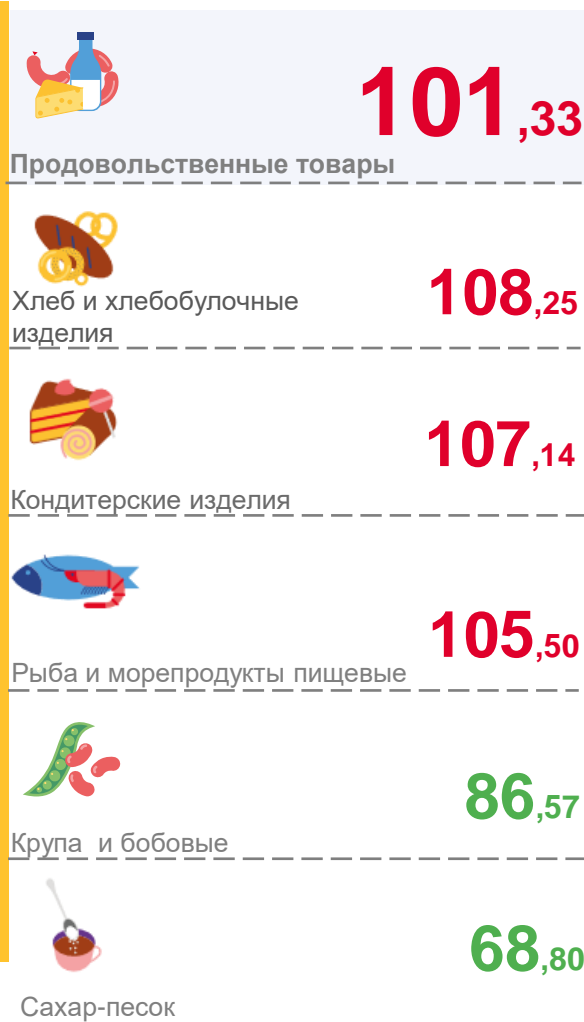 101,33
Продовольственные товары
108,25
Хлеб и хлебобулочные
изделия
107,14
Кондитерские изделия
105,50
Рыба и морепродукты пищевые
86,57
Крупа  и бобовые
68,80
Сахар-песок